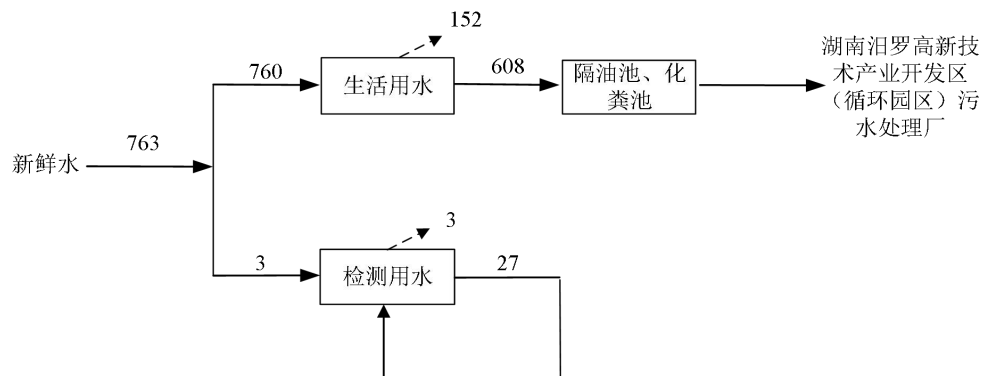 152
760
生活用水
608
隔油池、化
粪池
湖南汨罗高新技
术产业开发区
（循环园区）污
水处理厂
新鲜水
763
3
3
检测用水
27